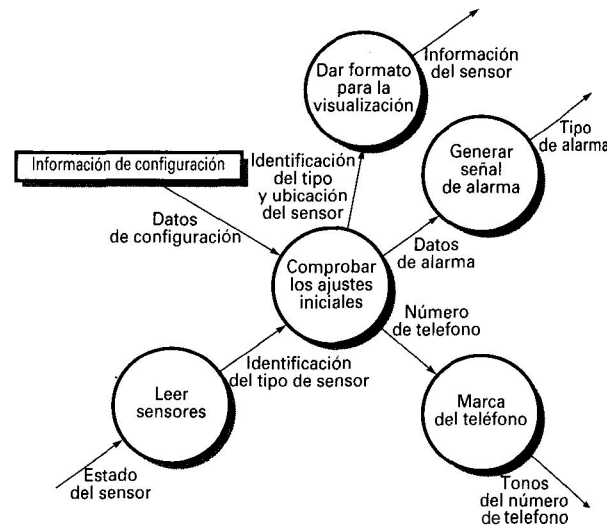 Dar formato
para la
visualización
Información
del sensor
Generar
señal
de alarma
Tipo
de alarma
Información de configuración
Identificación
del tipo
y ubicación
del sensor
Datos
de configuración
Comprobar
los ajustes
iniciales
Datos
de alarma
Número
de telefono
Leer
sensores
Identificación
del tipo de sensor
Marca
del teléfono
Estado
del sensor
Tonos
del número
de telefono